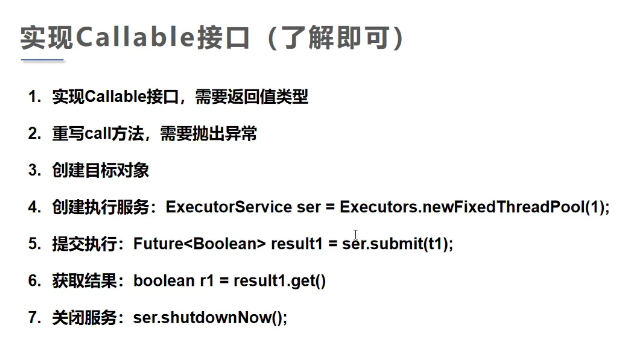 实现Callable接口（了解即可）
1. 实现Callable接口，需要返回值类型
2. 重写call方法，需要抛出异常
3. 创建目标对象
4. 创建执行服务：ExecutorService ser = Executors.newFixedThreadPool(1);
5. 提交执行：Future<Boolean> result1 = ser.submit(t1);
6. 获取结果：boolean r1 = result1.get()
7. 关闭服务：ser.shutdownNow();